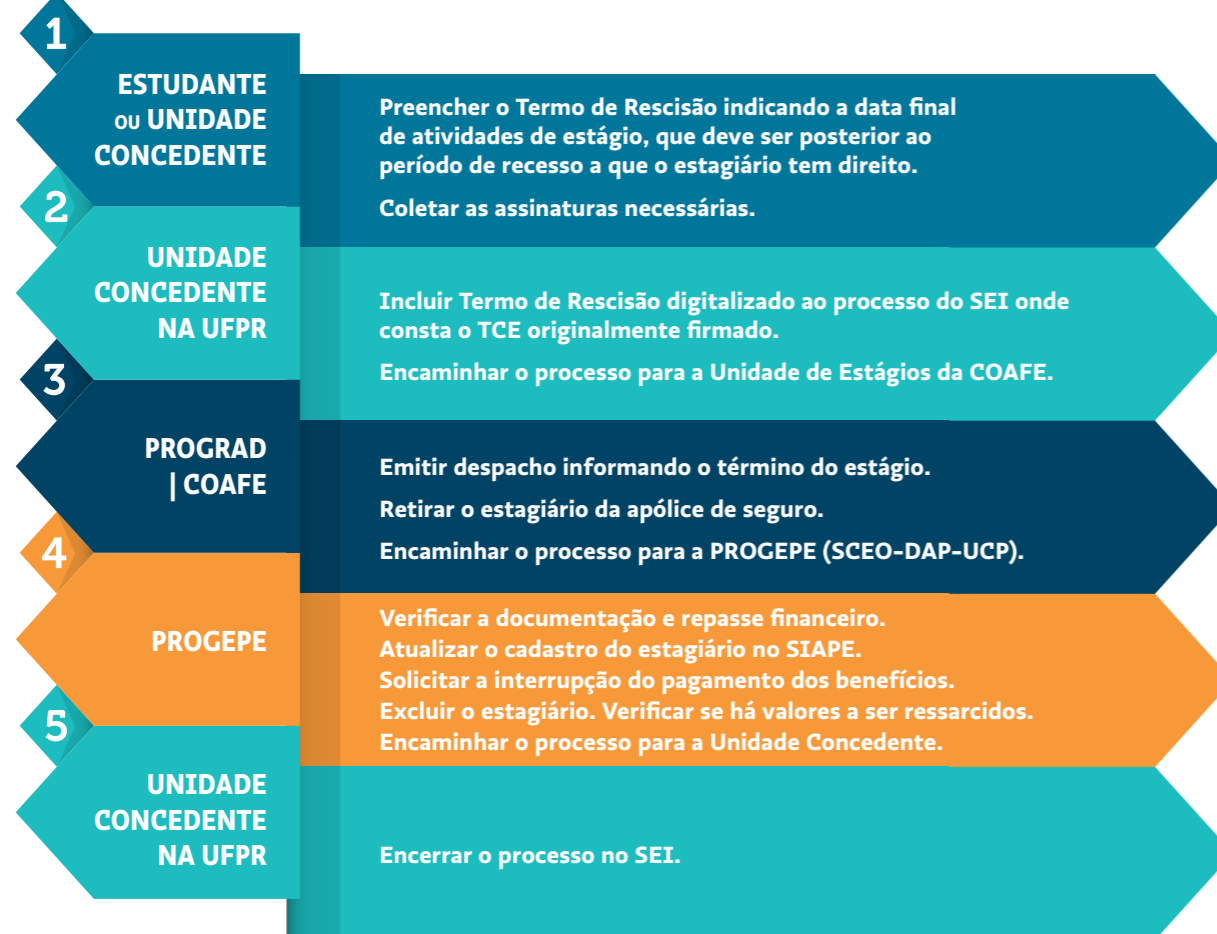 1
ESTUDANTE
OU UNIDADE
CONCEDENTE
Preencher o Termo de Rescisão indicando a data final
de atividades de estágio, que deve ser posterior ao
período de recesso a que o estagiário tem direito.
Coletar as assinaturas necessárias.
2
UNIDADE
CONCEDENTE
NA UFPR
Incluir Termo de Rescisão digitalizado ao processo do SEI onde
consta o TCE originalmente firmado.
Encaminhar o processo para a Unidade de Estágios da COAFE.
3
PROGRAD
| COAFE
Emitir despacho informando o término do estágio.
Retirar o estagiário da apólice de seguro.
Encaminhar o processo para a PROGEPE (SCEO-DAP-UCP).
4
PROGEPE
Verificar a documentação e repasse financeiro.
Atualizar o cadastro do estagiário no SIAPE.
Solicitar a interrupção do pagamento dos benefícios.
Excluir o estagiário. Verificar se há valores a ser ressarcidos.
Encaminhar o processo para a Unidade Concedente.
5
UNIDADE
CONCEDENTE
NA UFPR
Encerrar o processo no SEI.